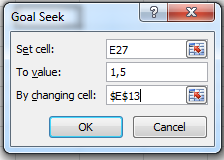 Goal Seek
Set cell: E27
To value: 1,5
By changing cell: $E$13
OK Cancel